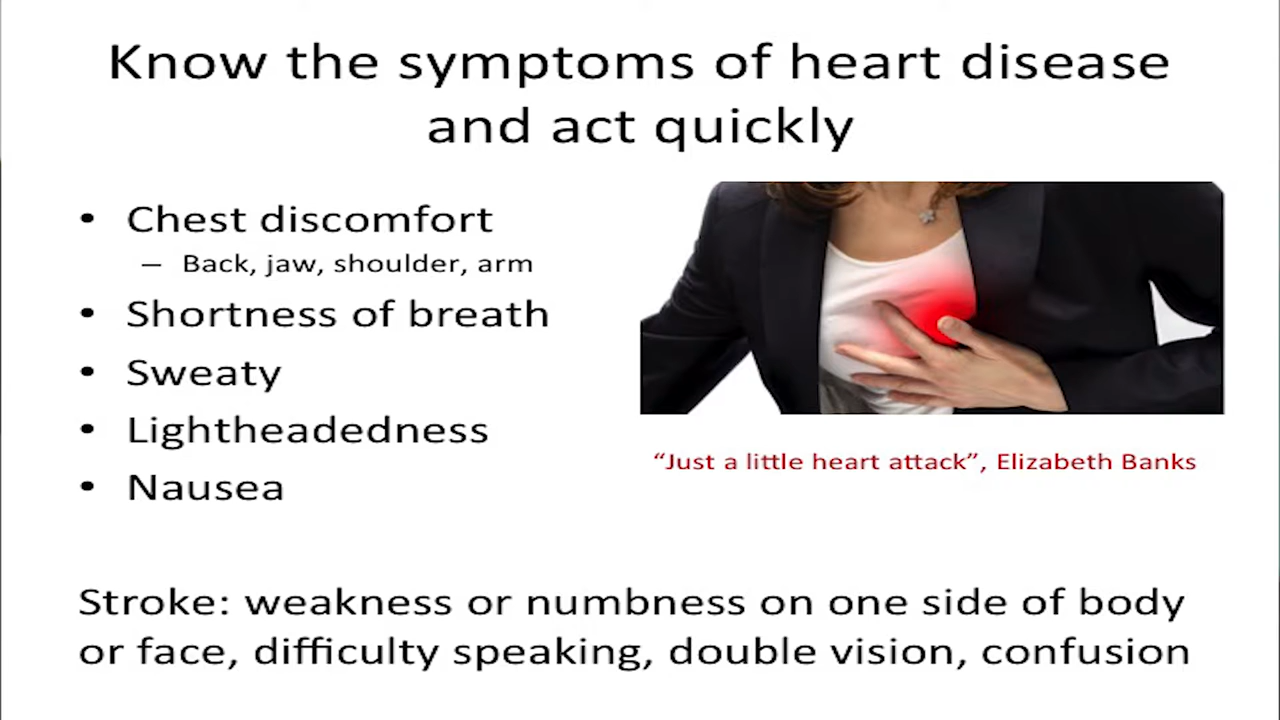 Know the symptoms of heart disease
and act quickly
• Chest discomfort
– Back, jaw, shoulder, arm
• Shortness of breath
• Sweaty
• Lightheadedness
• Nausea
“Just a little heart attack”, Elizabeth Banks
Stroke: weakness or numbness on one side of body
or face, difficulty speaking, double vision, confusion